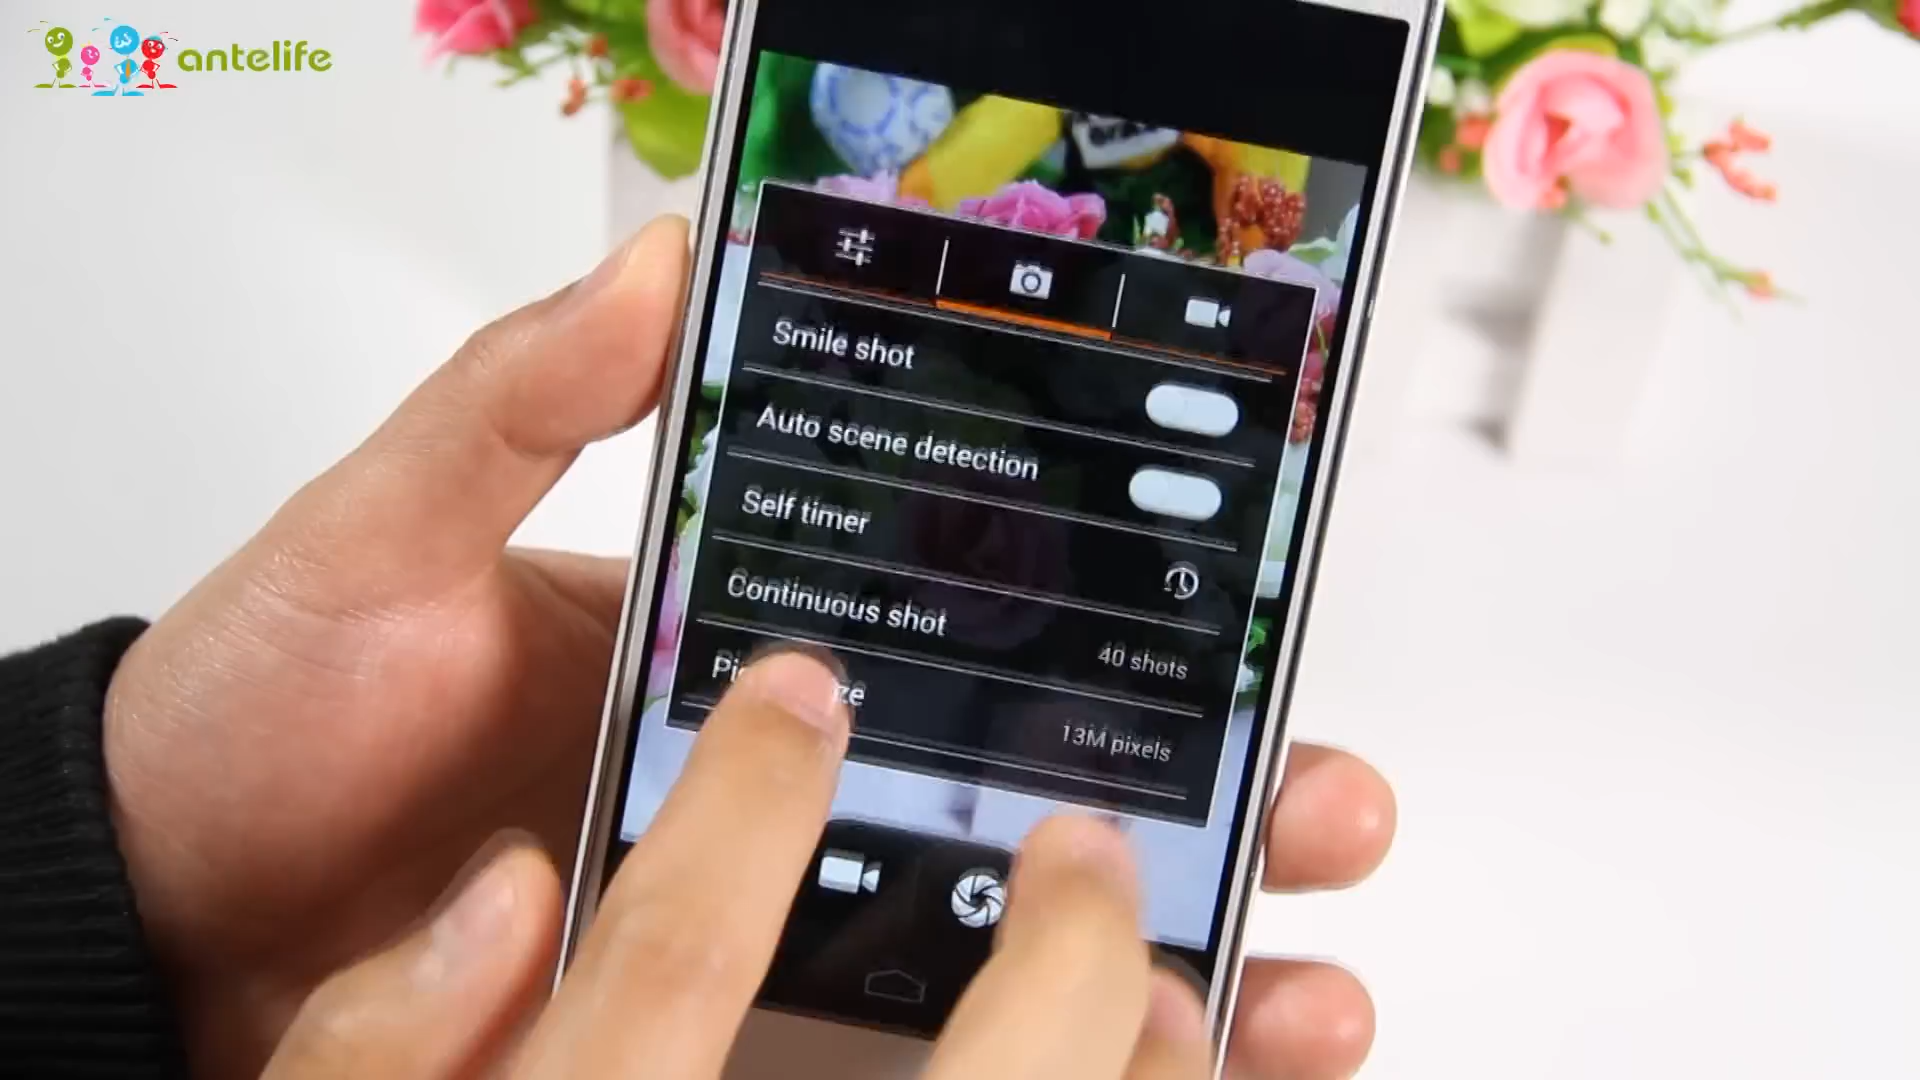 antelife
Smile shot
Auto scene detection
Self timer
Continuous shot
40 shots
13M pixels